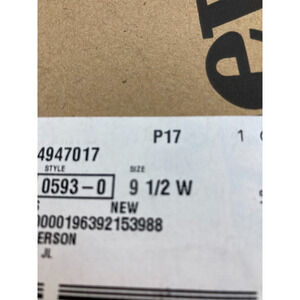 P17 1
4947017
STYLE SIZE
0593-0 9 1/2 W
S NEW
0000196392153988
ERSON
JL